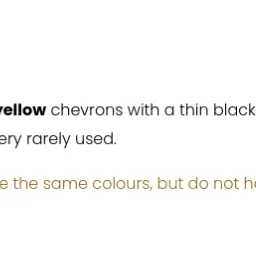 yellow chevrons with a thin black
ery rarely used.
e the same colours, but do not h